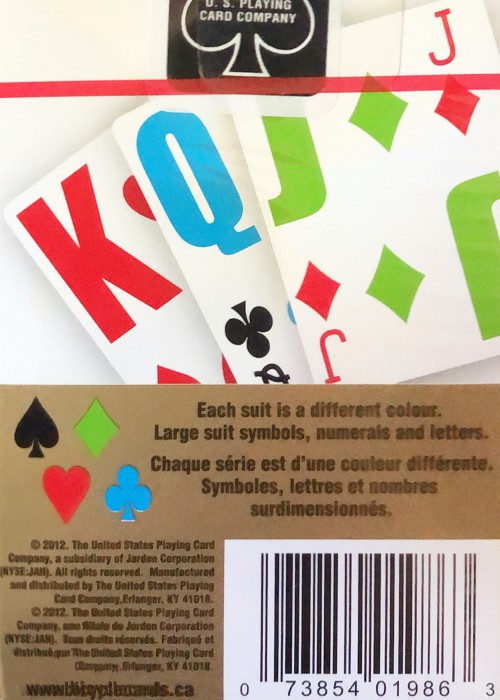 U. S. PLAYING
CARD COMPANY
J
K
Q
J
Q
J
Each suit is a different colour.
Large suit symbols, numerals and letters.
Chaque série est d'une couleur différente.
Symboles, lettres et nombres
surdimensionnés.
© 2012. The United States Playing Card
Company, a subsidiary of Jarden Corporation
(NYSE:JAH). All rights reserved. Manufactured
and distributed by The United States Playing
Card Company, Erlanger, KY 41018.
© 2012. The United States Playing Card
Company, une filiale du Jarden Corporation
(NYSE:JAH). Tous droits réservés. Fabriqué et
distribué par The United States Playing Card
Company, Erlanger, KY 41018.
www.bicyclecards.ca
0 73854 01986 3